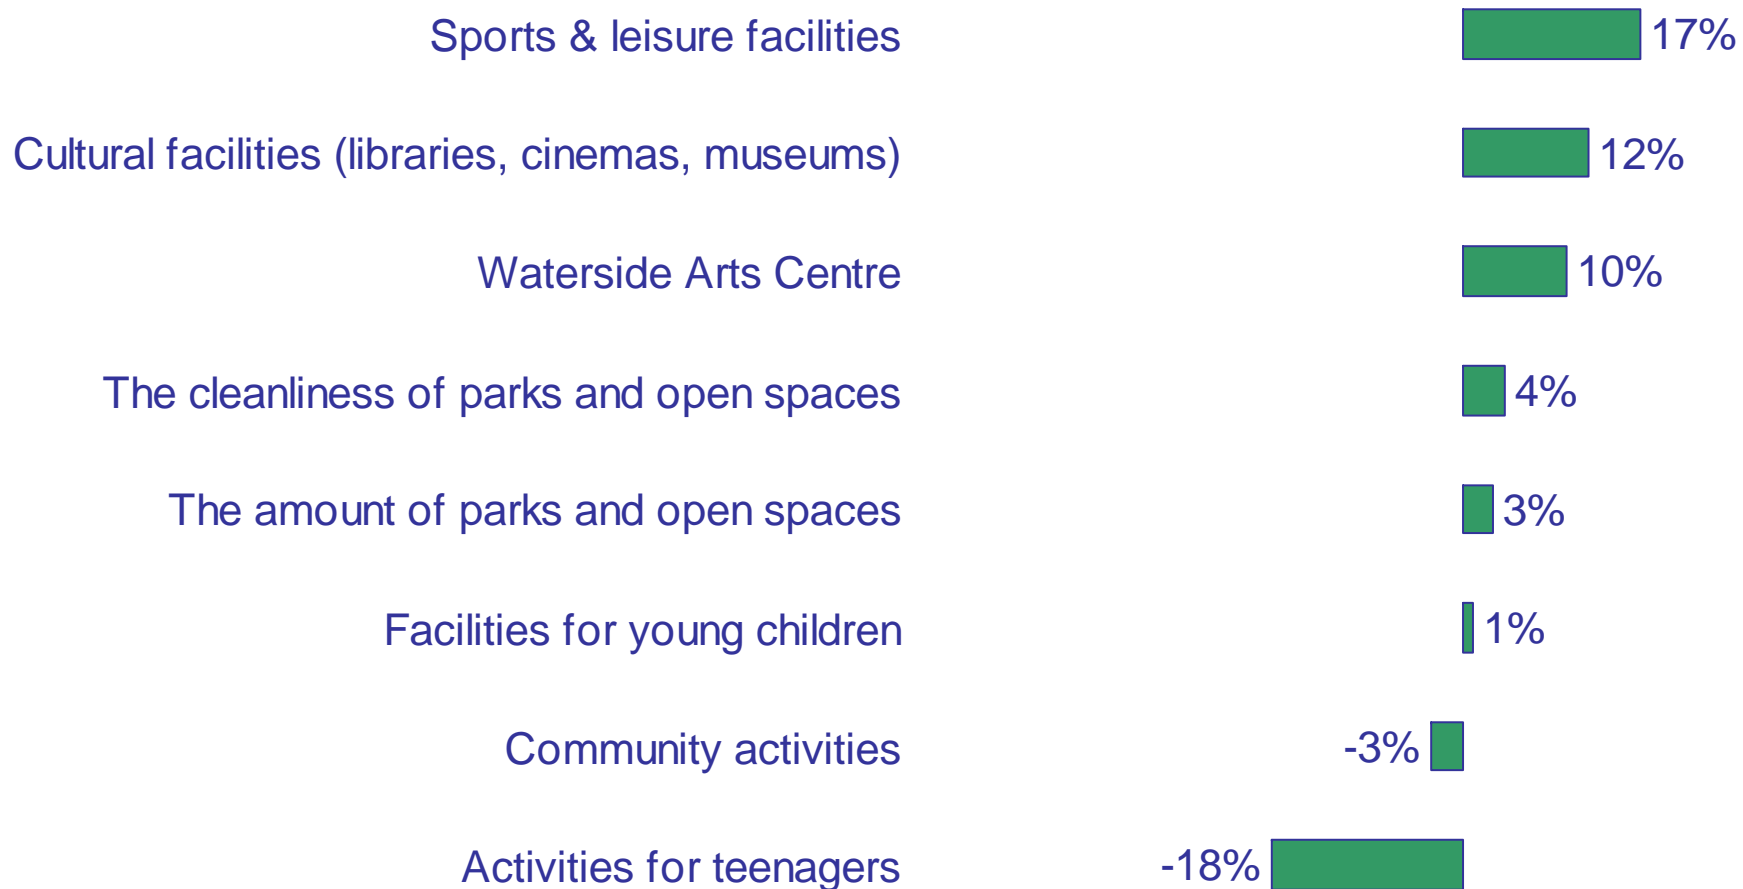 Sports & leisure facilities 17%
Cultural facilities (libraries, cinemas, museums) 12%
Waterside Arts Centre 10%
The cleanliness of parks and open spaces 4%
The amount of parks and open spaces 3%
Facilities for young children 1%
Community activities -3%
Activities for teenagers -18%